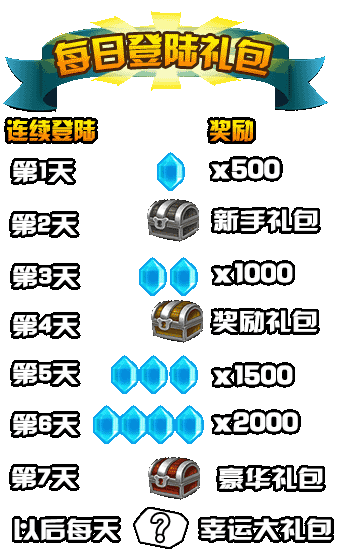 每日登陆礼包
连续登陆 奖励
第1天 x500
第2天 新手礼包
第3天 x1000
第4天 奖励礼包
第5天 x1500
第6天 x2000
第7天 豪华礼包
以后每天 ? 幸运大礼包